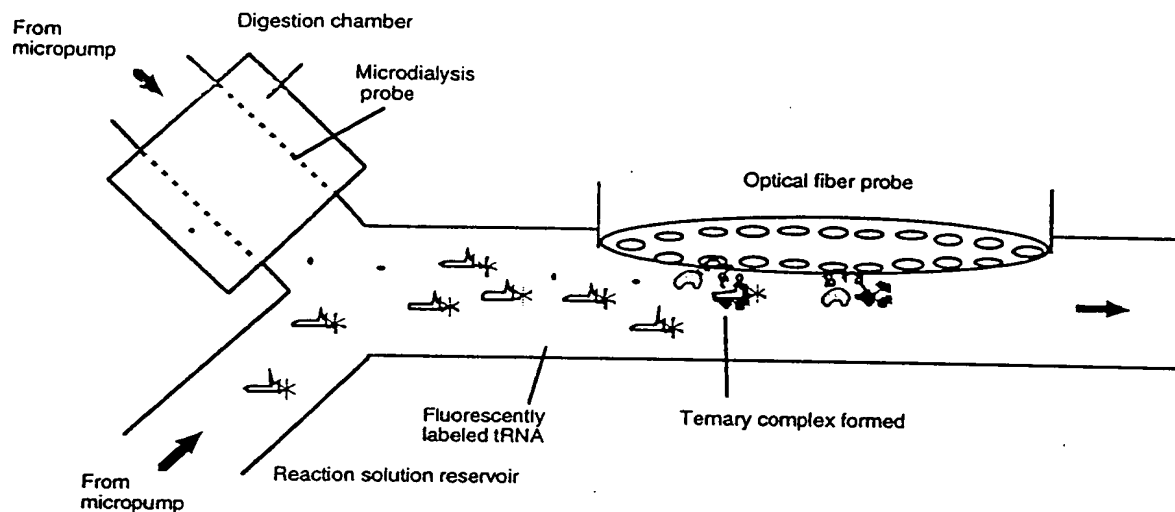 From
micropump
Digestion chamber
Microdialysis
probe
Optical fiber probe
Fluorescently
labeled tRNA
Ternary complex formed
Reaction solution reservoir
From
micropump